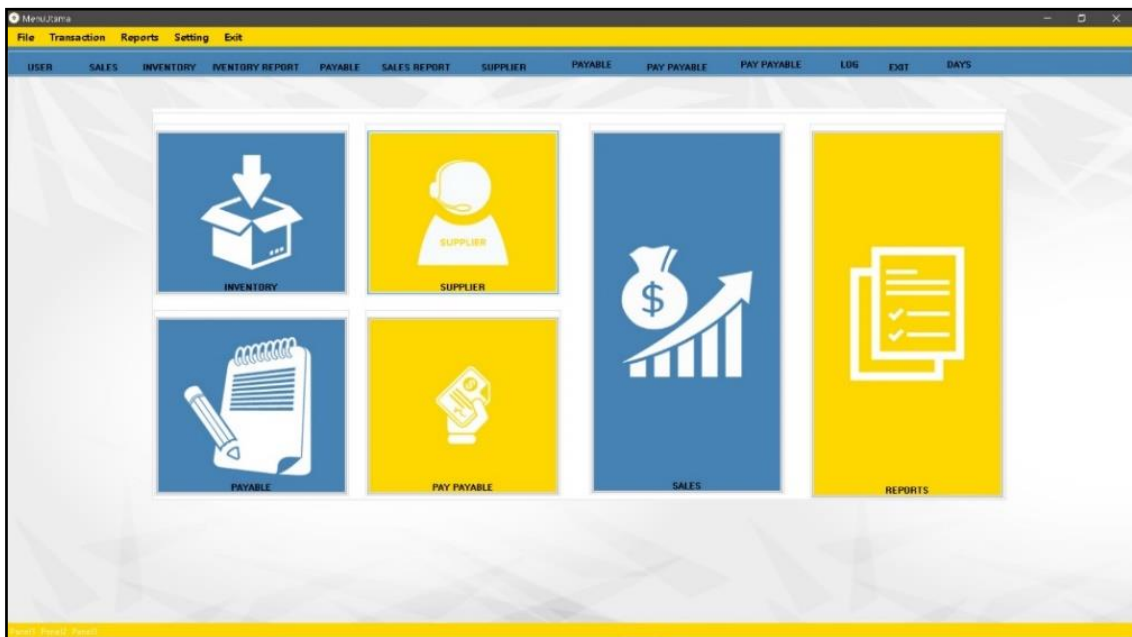 MenuUtama
File Transaction Reports Setting Exit
USER SALES INVENTORY IVENTORY REPORT PAYABLE SALES REPORT SUPPLIER PAYABLE PAY PAYABLE PAY PAYABLE LOG EXIT DAYS
SUPPLIER
$
INVENTORY SUPPLIER
PAYABLE PAY PAYABLE SALES REPORTS
Panel1 Panel2 Panel3